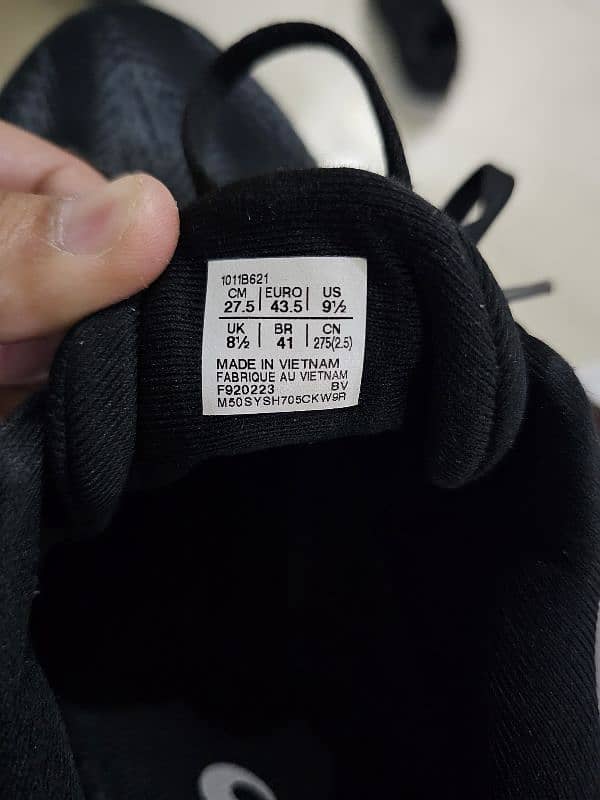 1011B621
CM | EURO | US
27.5 | 43.5 | 9½
UK | BR | CN
8½ | 41 | 275(2.5)
MADE IN VIETNAM
FABRIQUE AU VIETNAM
F920223 BV
M50SYSH705CKW9R